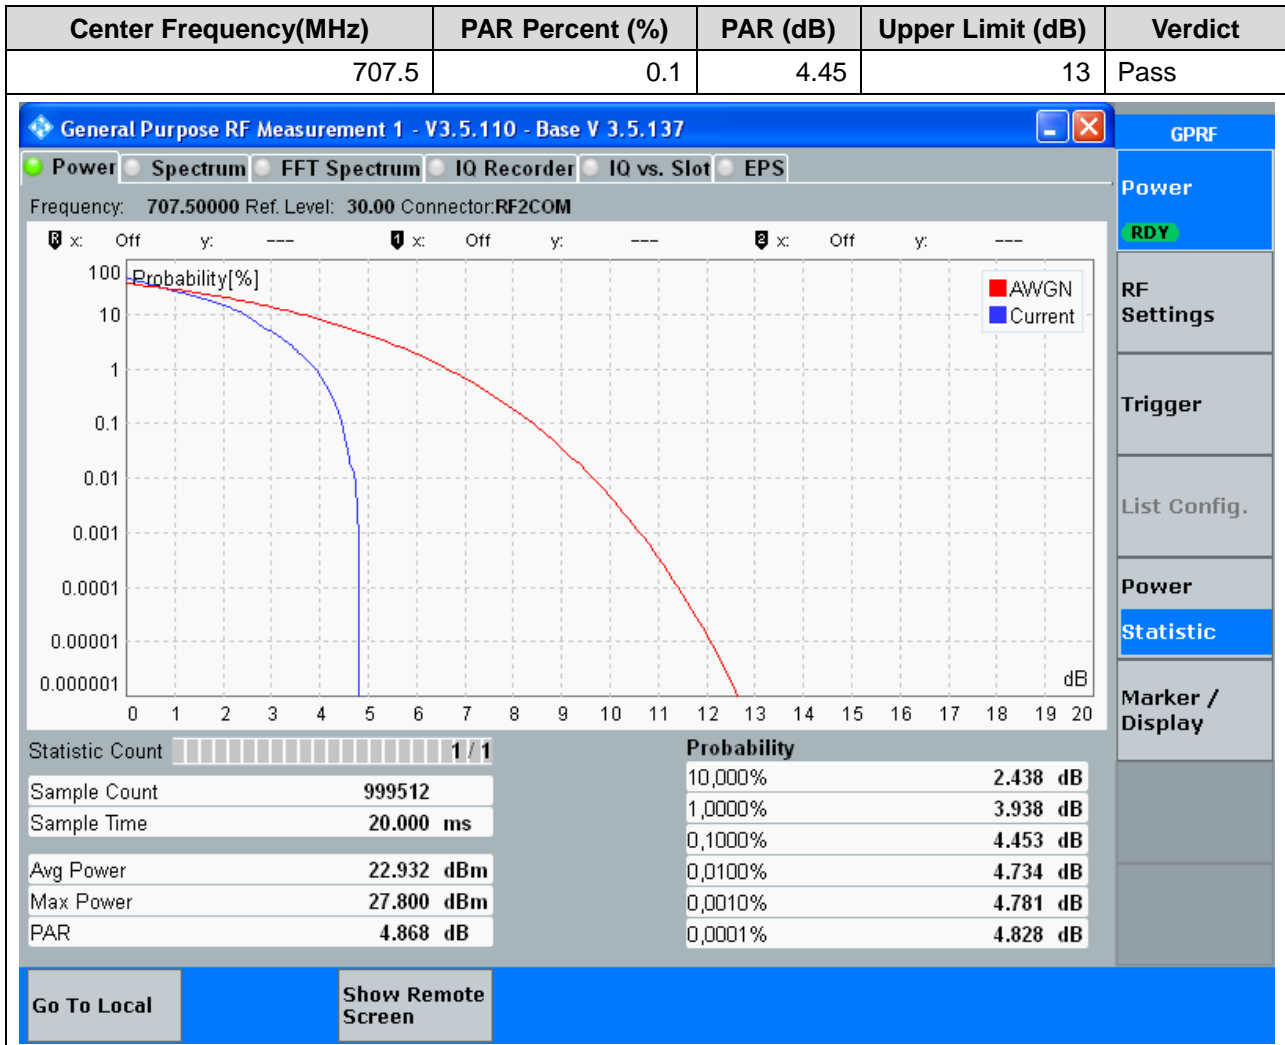 Center Frequency(MHz) PAR Percent (%) PAR (dB) Upper Limit (dB) Verdict
707.5 0.1 4.45 13 Pass
General Purpose RF Measurement 1 - V3.5.110 - Base V 3.5.137
GPRF
Power Spectrum FFT Spectrum IQ Recorder IQ vs. Slot EPS
Power
RDY
Frequency: 707.50000 Ref. Level: 30.00 Connector:RF2COM
R x: Off y: --- 1 x: Off y: --- 2 x: Off y: ---
Probability[%]
AWGN
Current
100
10
1
0.1
0.01
0.001
0.0001
0.00001
0.000001
dB
0 1 2 3 4 5 6 7 8 9 10 11 12 13 14 15 16 17 18 19 20
RF
Settings
Trigger
List Config.
Power
Statistic
Marker /
Display
Statistic Count 1 / 1
Sample Count 999512
Sample Time 20.000 ms
Avg Power 22.932 dBm
Max Power 27.800 dBm
PAR 4.868 dB
Probability
10,000% 2.438 dB
1,0000% 3.938 dB
0,1000% 4.453 dB
0,0100% 4.734 dB
0,0010% 4.781 dB
0,0001% 4.828 dB
Go To Local
Show Remote
Screen